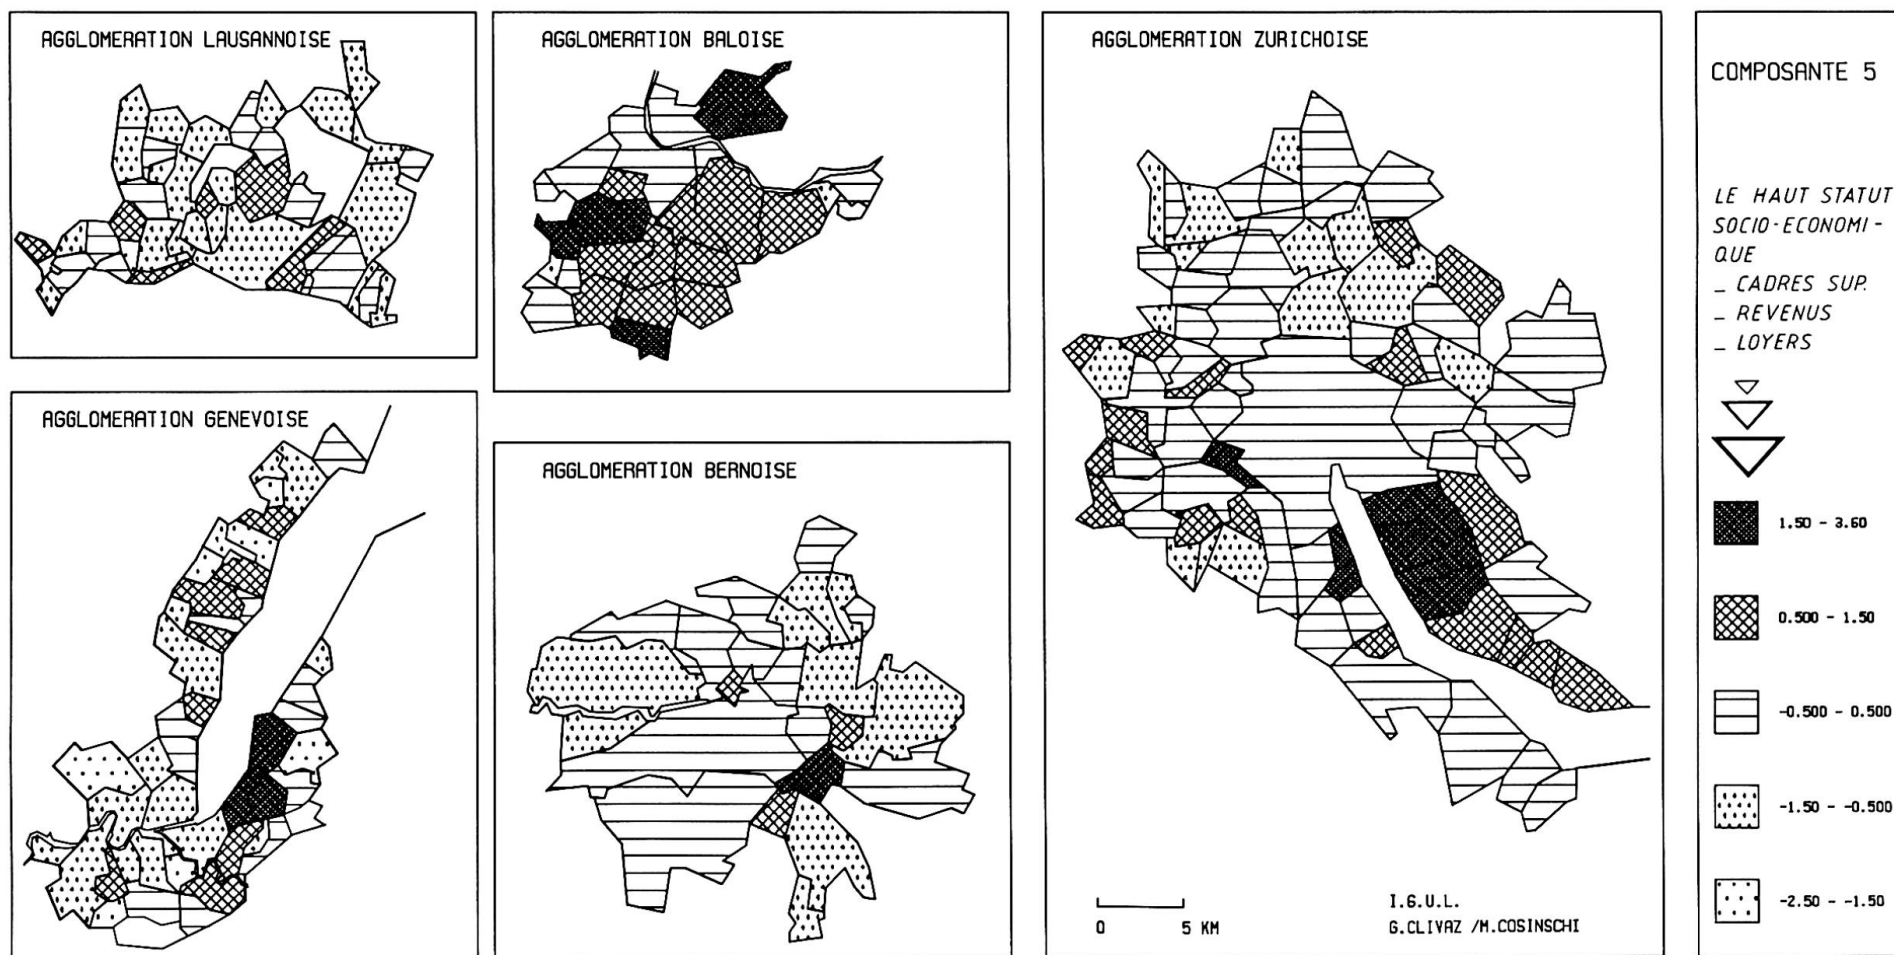 AGGLOMERATION LAUSANNOISE
AGGLOMERATION BALOISE
AGGLOMERATION ZURICHOISE
AGGLOMERATION GENEVOISE
AGGLOMERATION BERNOISE
0 5 KM
I.G.U.L.
G.CLIVAZ /M.COSINSCHI
COMPOSANTE 5
LE HAUT STATUT
SOCIO-ECONOMI-
QUE
_ CADRES SUP.
_ REVENUS
_ LOYERS
1.50 - 3.60
0.500 - 1.50
-0.500 - 0.500
-1.50 - -0.500
-2.50 - -1.50